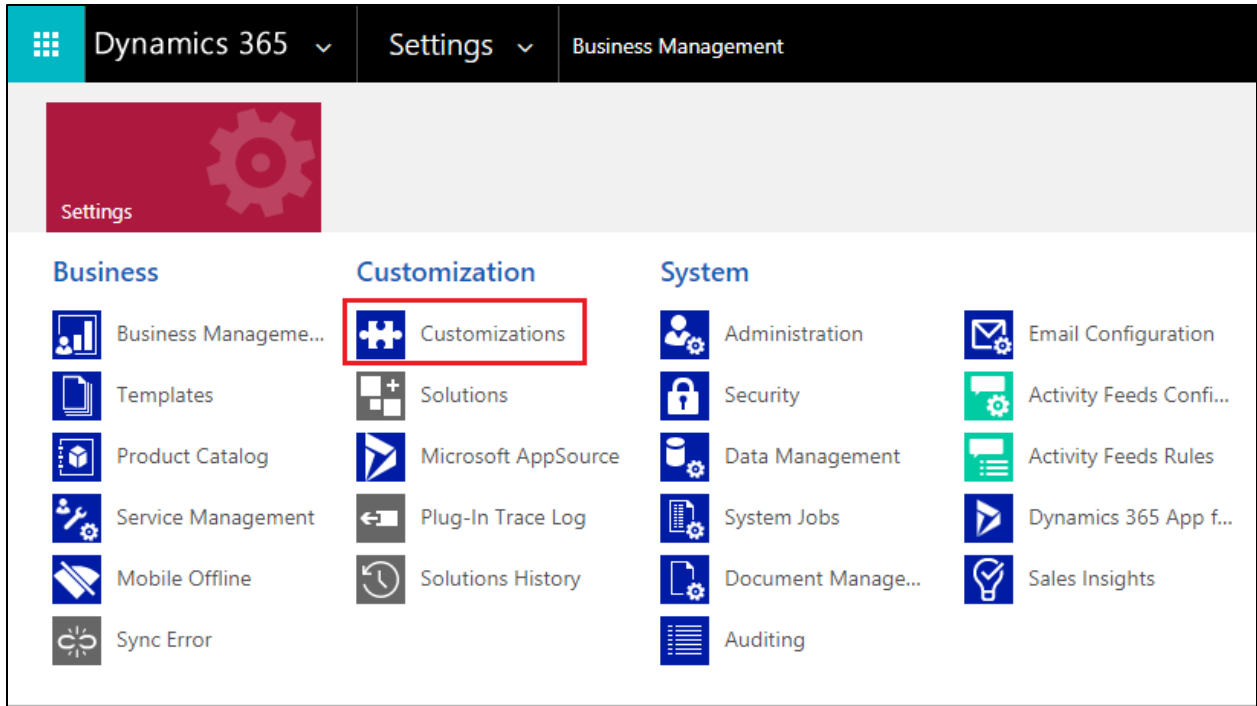 Dynamics 365
Settings
Business Management
Settings
Business
Customization
System
Business Manageme...
Customizations
Administration
Email Configuration
Templates
Solutions
Security
Activity Feeds Confi...
Product Catalog
Microsoft AppSource
Data Management
Activity Feeds Rules
Service Management
Plug-In Trace Log
System Jobs
Dynamics 365 App f...
Mobile Offline
Solutions History
Document Manage...
Sales Insights
Sync Error
Auditing